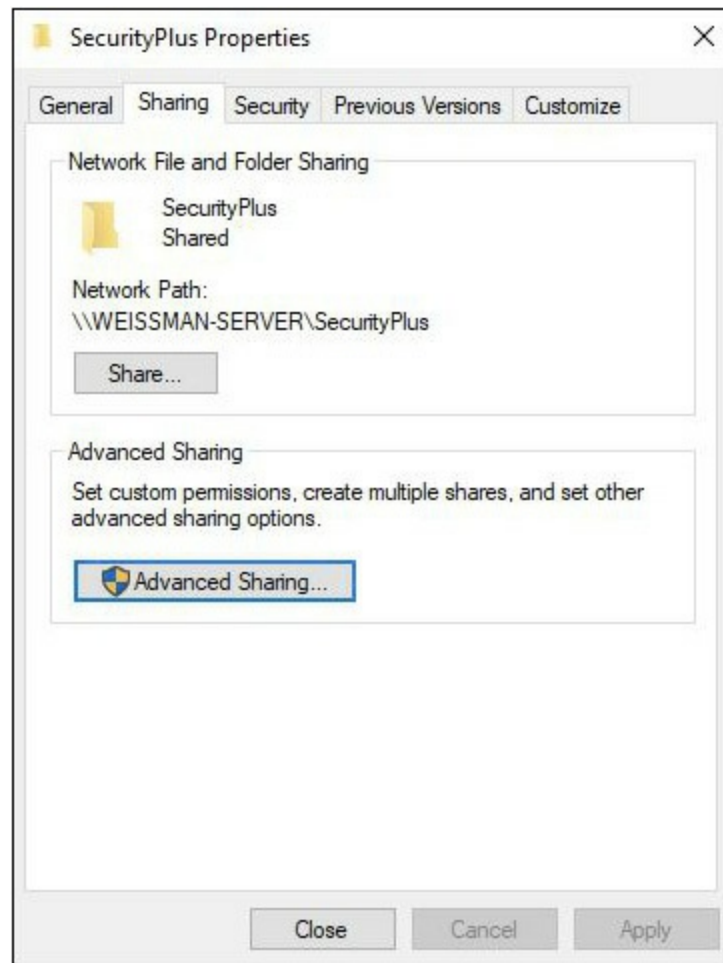 SecurityPlus Properties
General Sharing Security Previous Versions Customize
Network File and Folder Sharing
SecurityPlus
Shared
Network Path:
\\WEISSMAN-SERVER\SecurityPlus
Share...
Advanced Sharing
Set custom permissions, create multiple shares, and set other
advanced sharing options.
Advanced Sharing...
Close Cancel Apply